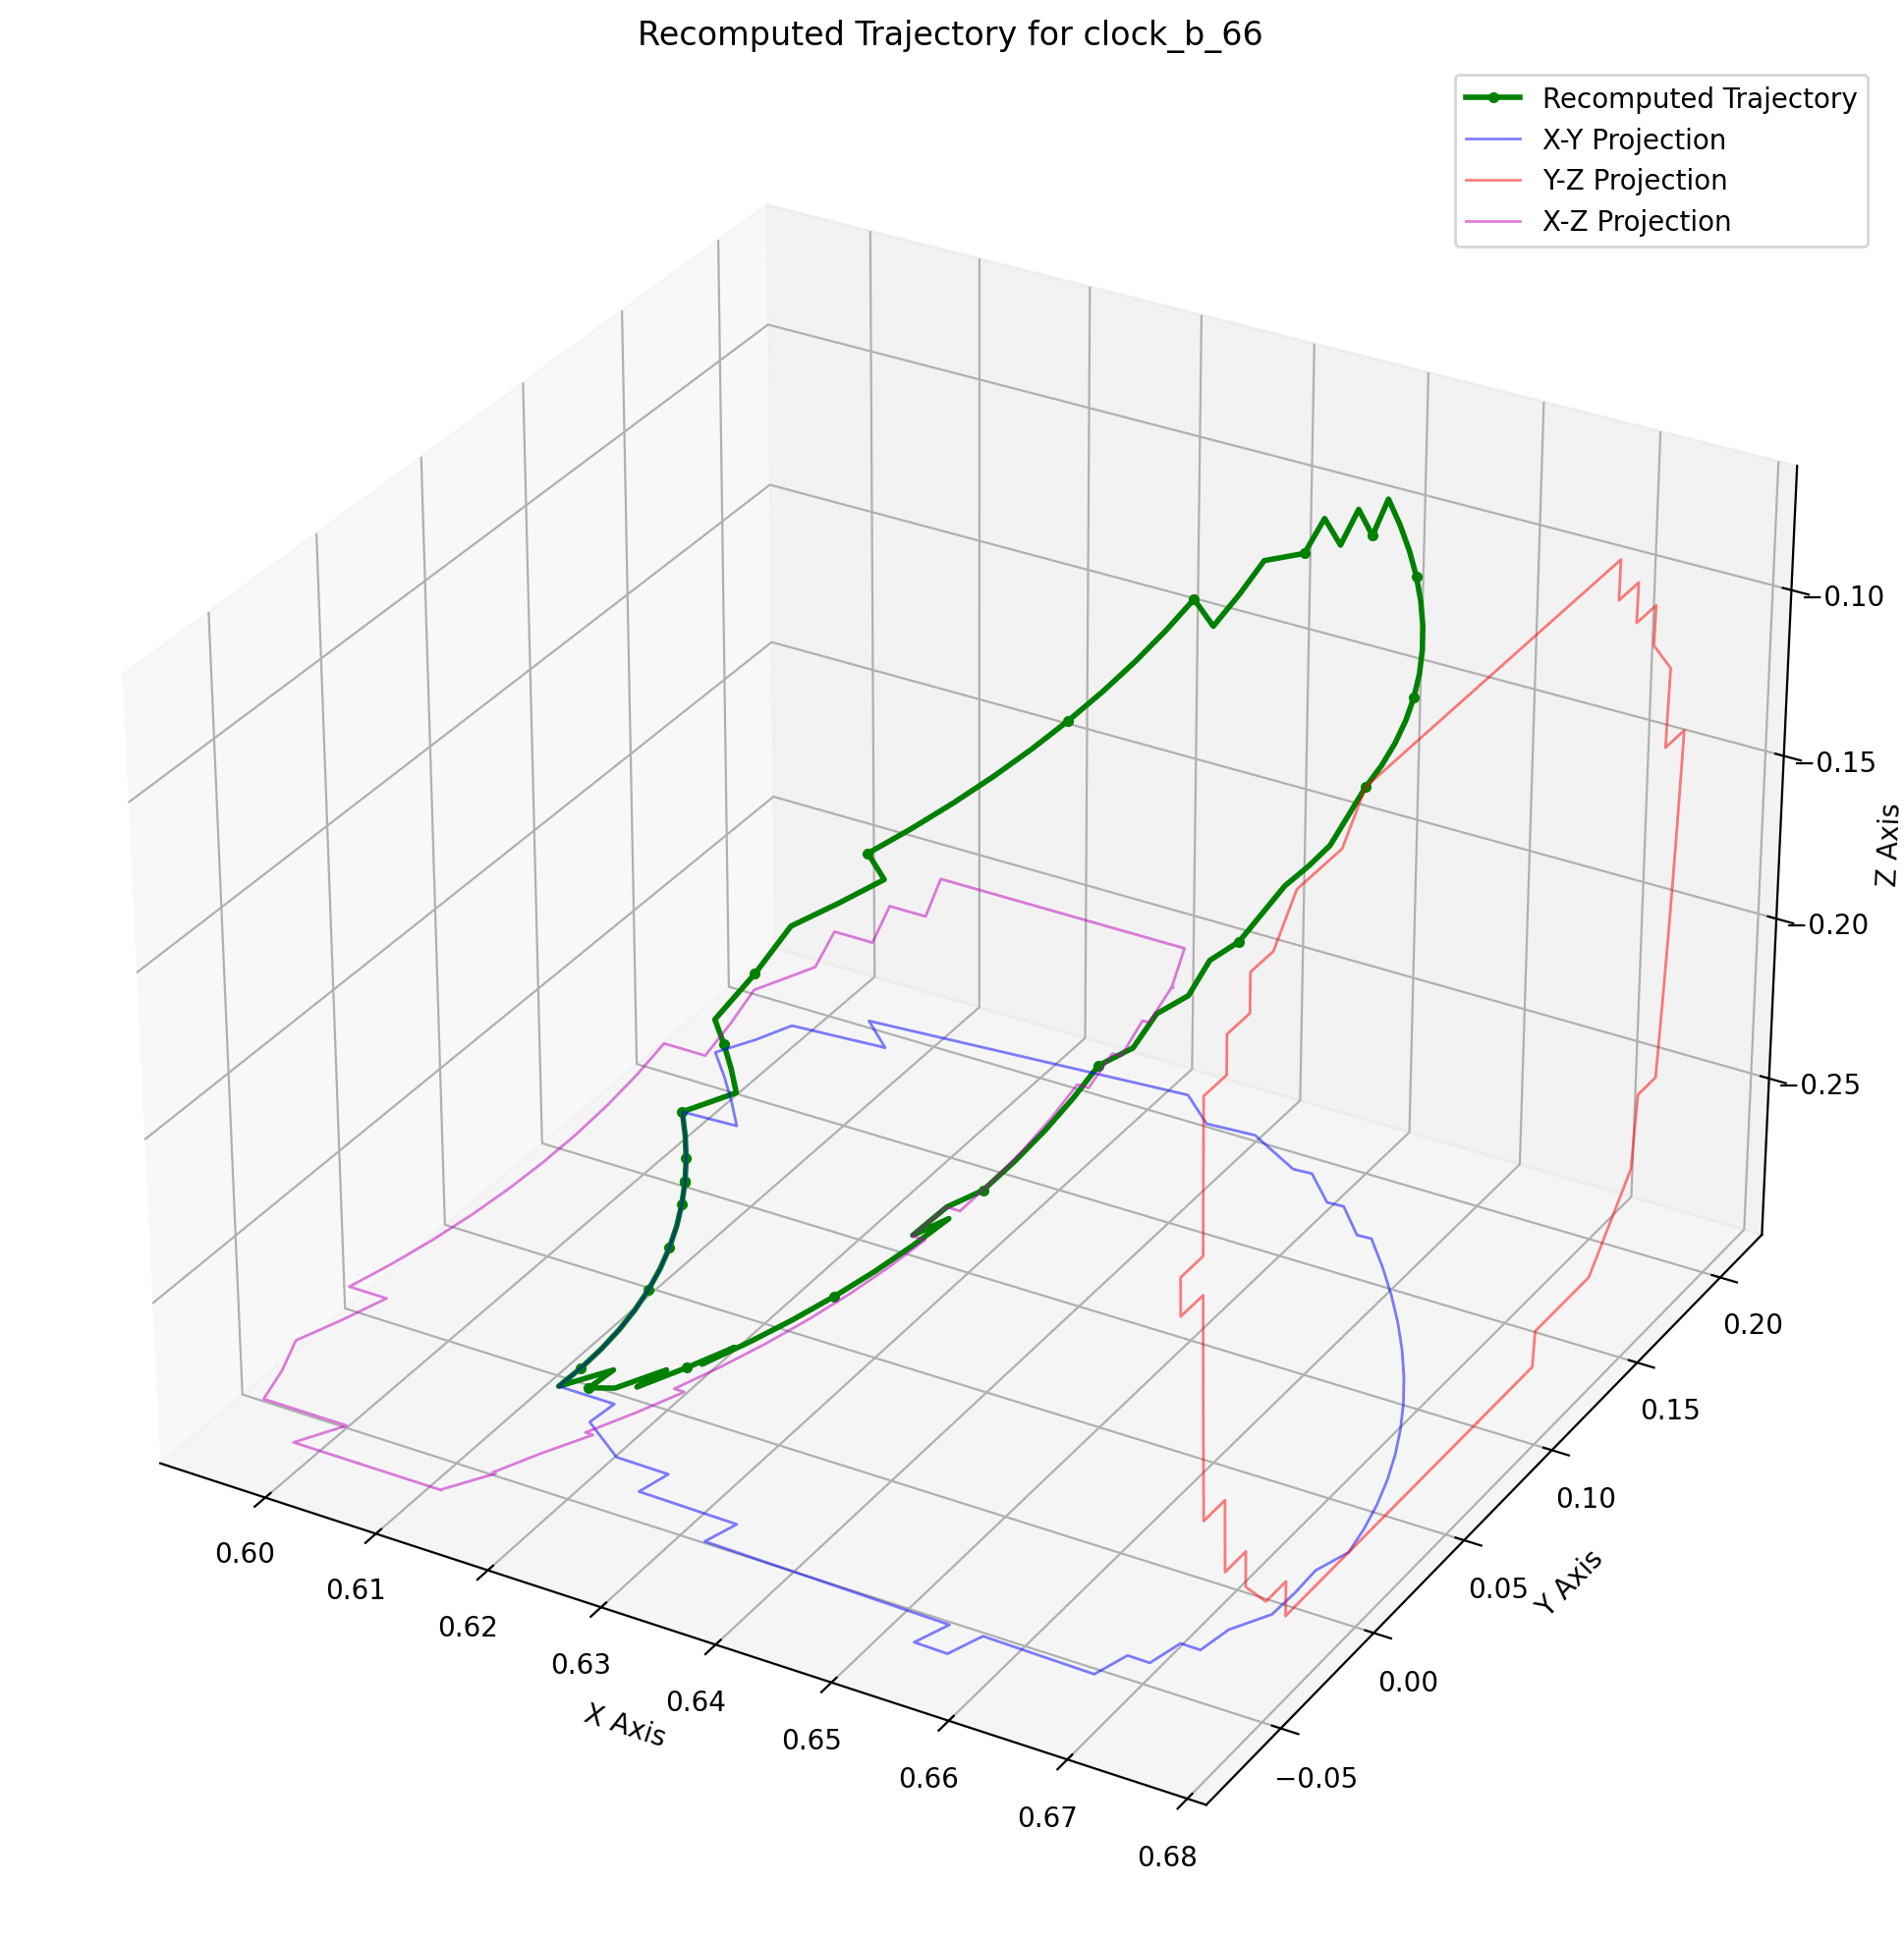 Recomputed Trajectory for clock_b_66
Recomputed Trajectory
X-Y Projection
Y-Z Projection
X-Z Projection
−0.10
−0.15
−0.20
−0.25
Z Axis
0.20
0.15
0.10
0.05
0.00
−0.05
Y Axis
0.60
0.61
0.62
0.63
0.64
0.65
0.66
0.67
0.68
X Axis